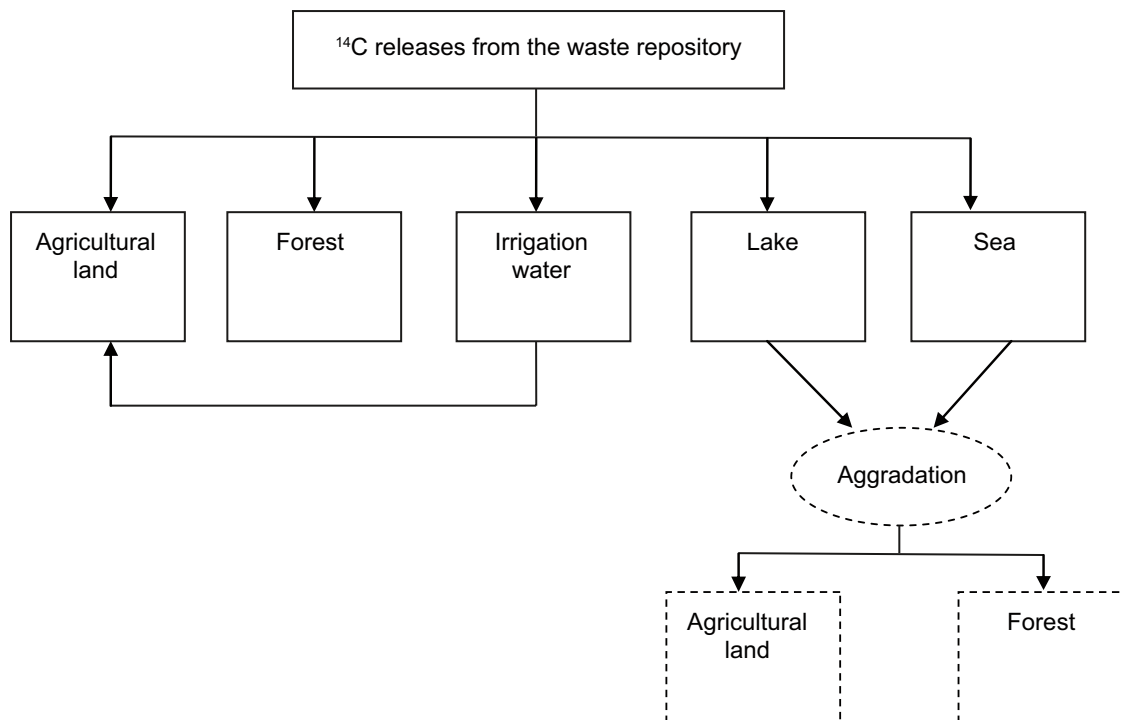 ¹⁴C releases from the waste repository
Agricultural
land
Forest
Irrigation
water
Lake
Sea
Aggradation
Agricultural
land
Forest